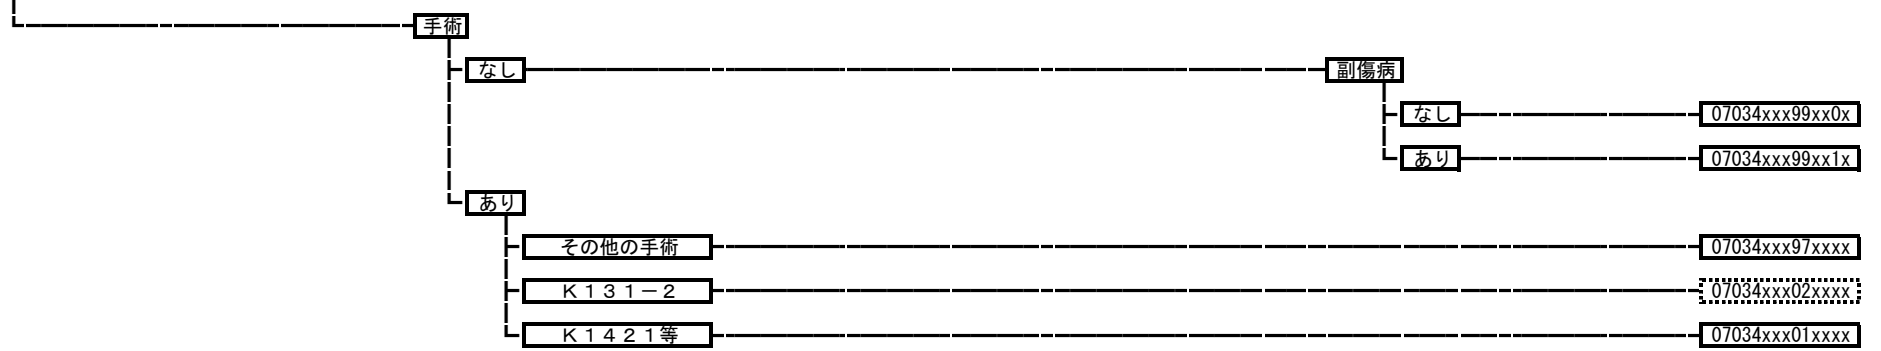 手術
なし 副傷病
なし 07034xxx99xx0x
あり 07034xxx99xx1x
あり
その他の手術 07034xxx97xxxx
Ｋ１３１－２ 07034xxx02xxxx
Ｋ１４２１等 07034xxx01xxxx